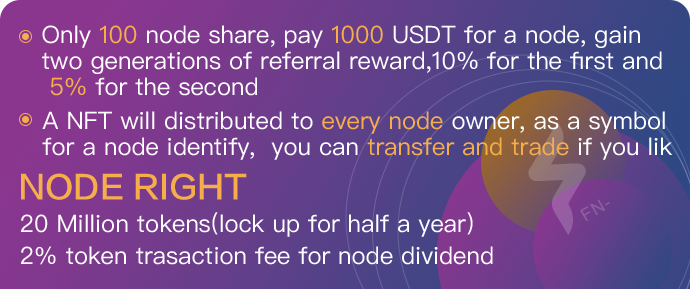 Only 100 node share, pay 1000 USDT for a node, gain
two generations of referral reward,10% for the first and
5% for the second
A NFT will distributed to every node owner, as a symbol
for a node identify, you can transfer and trade if you lik
NODE RIGHT
20 Million tokens(lock up for half a year)
2% token trasaction fee for node dividend
FN-